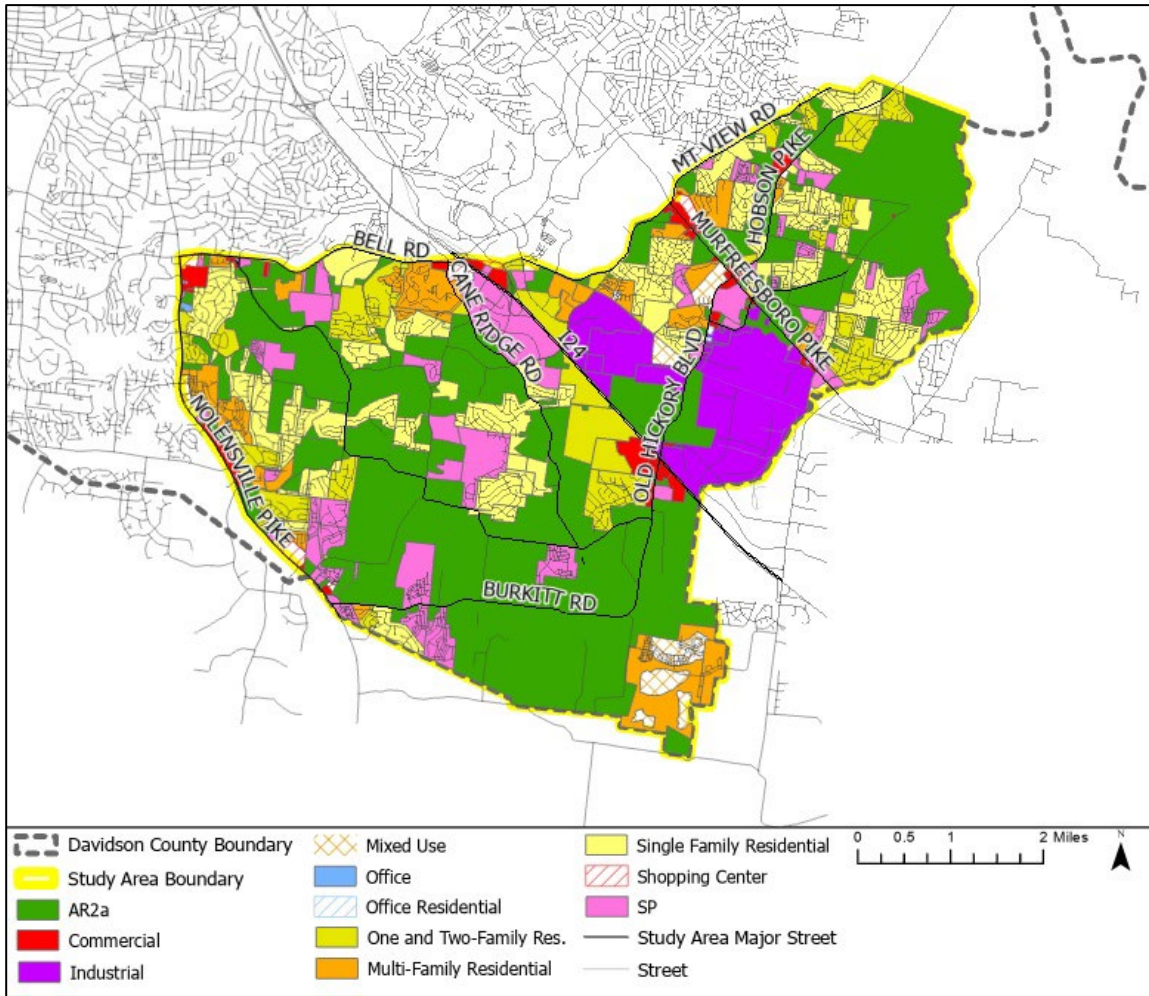 MT VIEW RD
HOBSON PIKE
MURFREESBORO PIKE
BELL RD
CANE RIDGE RD
I24
OLD HICKORY BLVD
NOLENSVILLE PIKE
BURKITT RD
Davidson County Boundary
Study Area Boundary
AR2a
Commercial
Industrial
Mixed Use
Office
Office Residential
One and Two-Family Res.
Multi-Family Residential
Single Family Residential
Shopping Center
SP
Study Area Major Street
Street
0 0.5 1 2 Miles
N